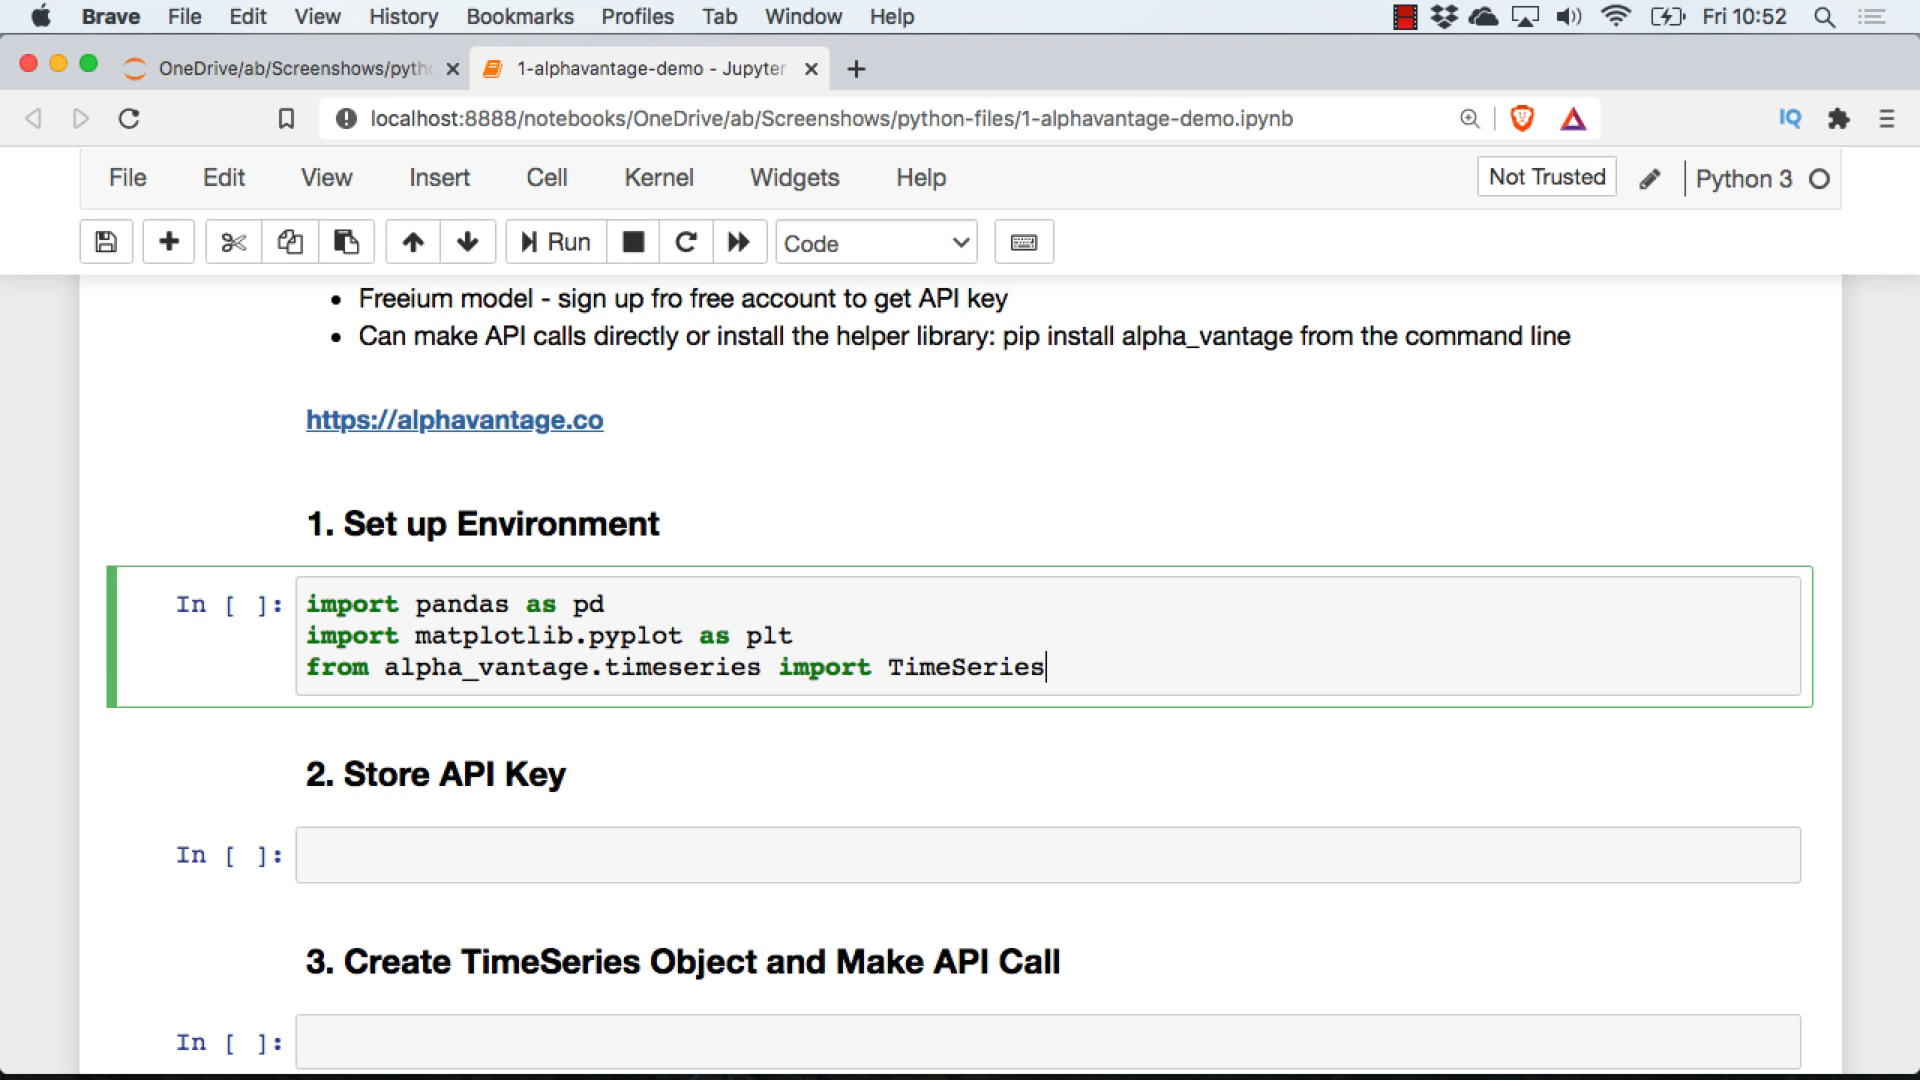 Brave File Edit View History Bookmarks Profiles Tab Window Help Fri 10:52
OneDrive/ab/Screenshows/pyth 1-alphavantage-demo - Jupyter
localhost:8888/notebooks/OneDrive/ab/Screenshows/python-files/1-alphavantage-demo.ipynb IQ
File Edit View Insert Cell Kernel Widgets Help Not Trusted Python 3
Run Code
Freeium model - sign up fro free account to get API key
Can make API calls directly or install the helper library: pip install alpha_vantage from the command line
https://alphavantage.co
1. Set up Environment
In [ ]: import pandas as pd
import matplotlib.pyplot as plt
from alpha_vantage.timeseries import TimeSeries
2. Store API Key
In [ ]:
3. Create TimeSeries Object and Make API Call
In [ ]: